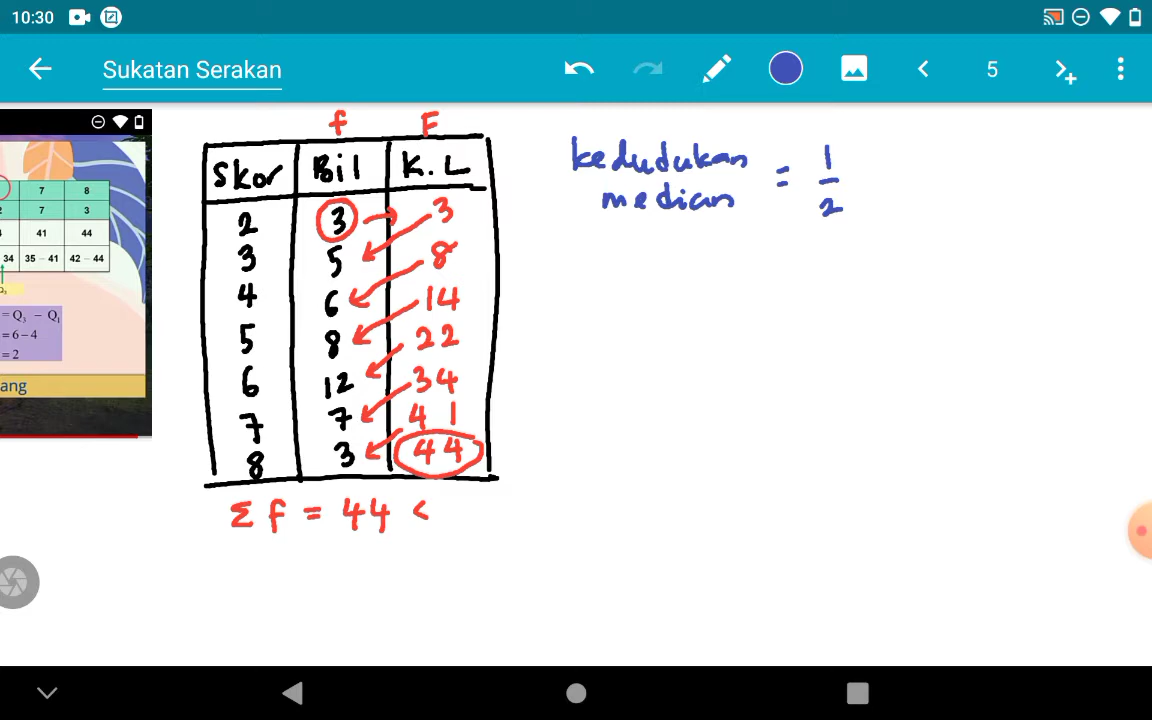 10:30
Sukatan Serakan
5
7 8
2 7 3
4 41 44
34 35 – 41 42 – 44
= Q₃ – Q₁
= 6 – 4
= 2
ang
f F
Skor Bil K.L
2 3 3
3 5 8
4 6 14
5 8 22
6 12 34
7 7 41
8 3 44
Σf = 44 <
kedudukan
median = 1/2